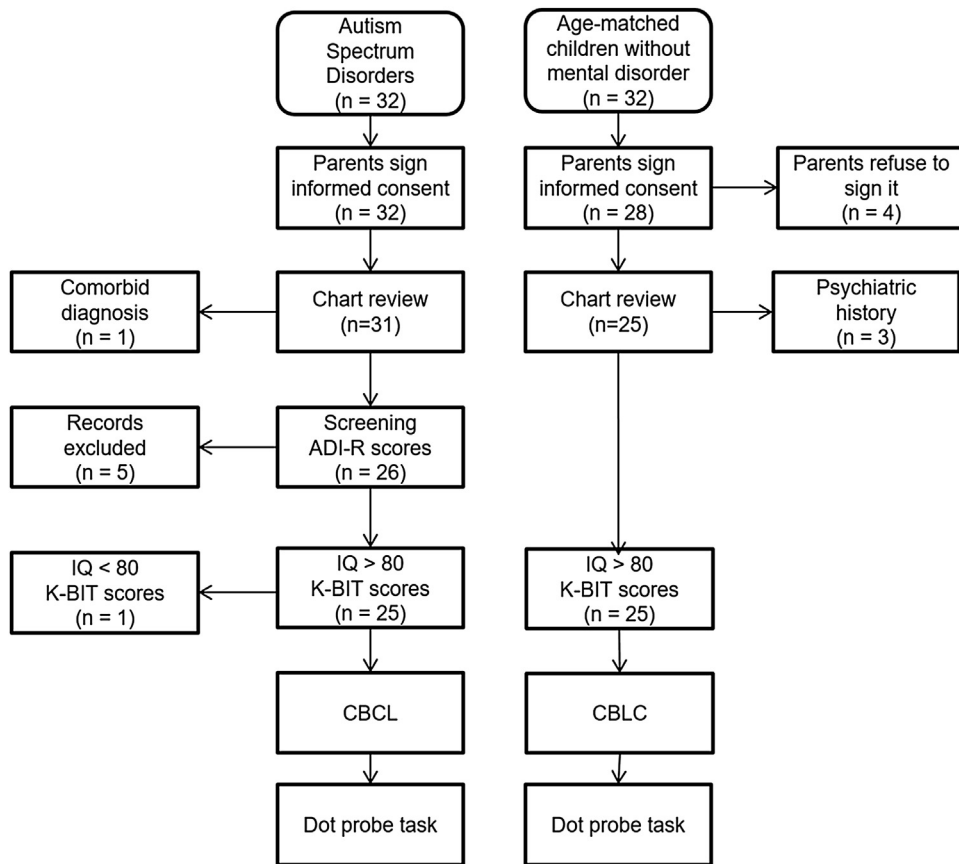 Autism
Spectrum
Disorders
(n = 32)
Age-matched
children without
mental disorder
(n = 32)
Parents sign
informed consent
(n = 32)
Parents sign
informed consent
(n = 28)
Parents refuse to
sign it
(n = 4)
Comorbid
diagnosis
(n = 1)
Chart review
(n=31)
Chart review
(n=25)
Psychiatric
history
(n = 3)
Records
excluded
(n = 5)
Screening
ADI-R scores
(n = 26)
IQ < 80
K-BIT scores
(n = 1)
IQ > 80
K-BIT scores
(n = 25)
IQ > 80
K-BIT scores
(n = 25)
CBCL
CBLC
Dot probe task
Dot probe task